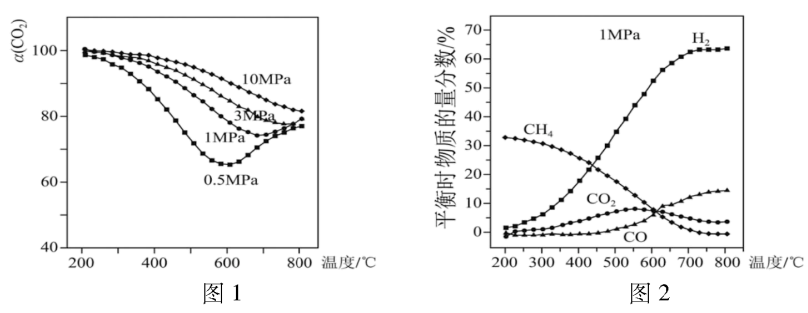 α(CO₂)
100
80
60
40
10MPa
3MPa
1MPa
0.5MPa
200 400 600 800 温度/℃
图 1
平衡时物质的量分数/%
70
60
50
40
30
20
10
0
1MPa
H₂
CH₄
CO₂
CO
200 300 400 500 600 700 800 温度/℃
图 2